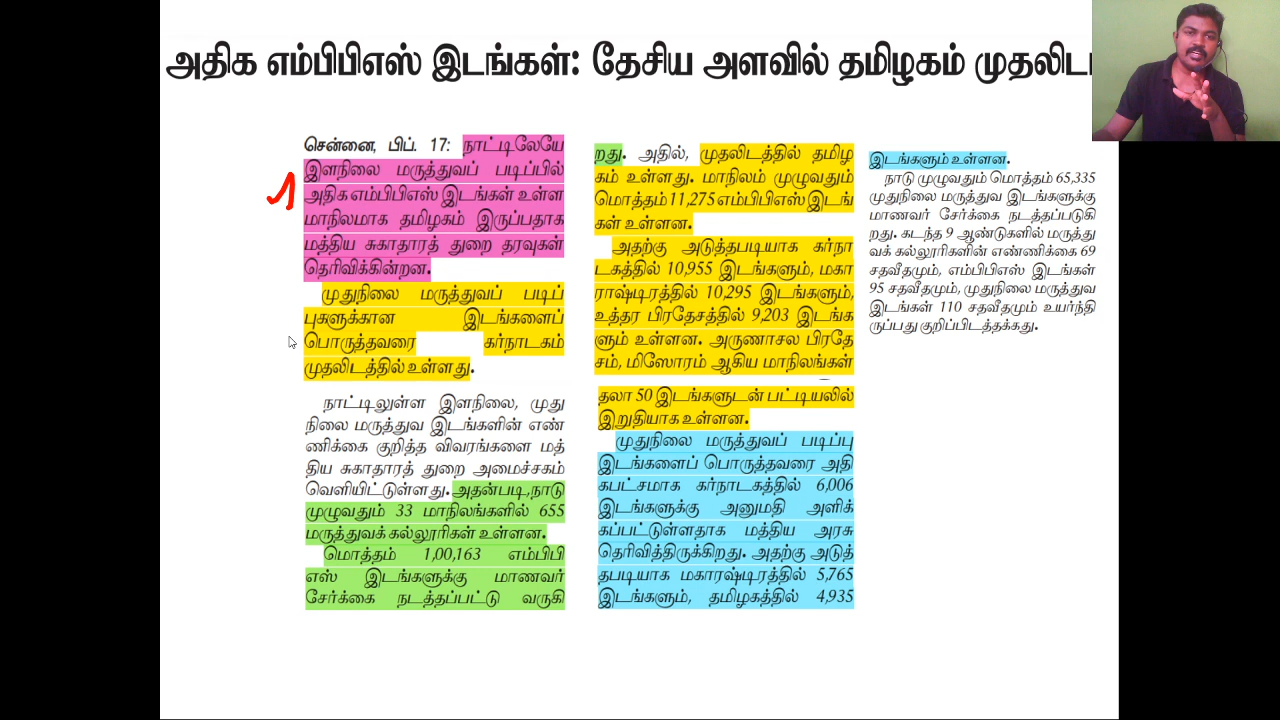 அதிக எம்பிபிஎஸ் இடங்கள்: தேசிய அளவில் தமிழகம்
1
சென்னை, பிப். 17: நாட்டிலேயே
இளநிலை மருத்துவப் படிப்பில்
அதிக எம்பிபிஎஸ் இடங்கள் உள்ள
மாநிலமாக தமிழகம் இருப்பதாக
மத்திய சுகாதாரத் துறை தரவுகள்
தெரிவிக்கின்றன.
முதுநிலை மருத்துவப் படிப்
புகளுக்கான இடங்களைப்
பொருத்தவரை கர்நாடகம்
முதலிடத்தில் உள்ளது.
நாட்டிலுள்ள இளநிலை, முது
நிலை மருத்துவ இடங்களின் எண்
ணிக்கை குறித்த விவரங்களை மத்
திய சுகாதாரத் துறை அமைச்சகம்
வெளியிட்டுள்ளது. அதன்படி,நாடு
முழுவதும் 33 மாநிலங்களில் 655
மருத்துவக் கல்லூரிகள் உள்ளன.
மொத்தம் 1,00,163 எம்பிபி
எஸ் இடங்களுக்கு மாணவர்
சேர்க்கை நடத்தப்பட்டு வருகி
றது. அதில், முதலிடத்தில் தமிழ
கம் உள்ளது. மாநிலம் முழுவதும்
மொத்தம் 11,275 எம்பிபிஎஸ் இடங்
கள் உள்ளன.
அதற்கு அடுத்தபடியாக கர்நா
டகத்தில் 10,955 இடங்களும், மகா
ராஷ்டிரத்தில் 10,295 இடங்களும்,
உத்தர பிரதேசத்தில் 9,203 இடங்க
ளும் உள்ளன. அருணாசல பிரதே
சம், மிஸோரம் ஆகிய மாநிலங்கள்
தலா 50 இடங்களுடன் பட்டியலில்
இறுதியாக உள்ளன.
முதுநிலை மருத்துவப் படிப்பு
இடங்களைப் பொருத்தவரை அதி
கபட்சமாக கர்நாடகத்தில் 6,006
இடங்களுக்கு அனுமதி அளிக்
கப்பட்டுள்ளதாக மத்திய அரசு
தெரிவித்திருக்கிறது. அதற்கு அடுத்
தபடியாக மகாரஷ்டிரத்தில் 5,765
இடங்களும், தமிழகத்தில் 4,935
இடங்களும் உள்ளன.
நாடு முழுவதும் மொத்தம் 65,335
முதுநிலை மருத்துவ இடங்களுக்கு
மாணவர் சேர்க்கை நடத்தப்படுகி
றது. கடந்த 9 ஆண்டுகளில் மருத்து
வக் கல்லூரிகளின் எண்ணிக்கை 69
சதவீதமும், எம்பிபிஎஸ் இடங்கள்
95 சதவீதமும், முதுநிலை மருத்துவ
இடங்கள் 110 சதவீதமும் உயர்ந்தி
ருப்பது குறிப்பிடத்தக்கது.